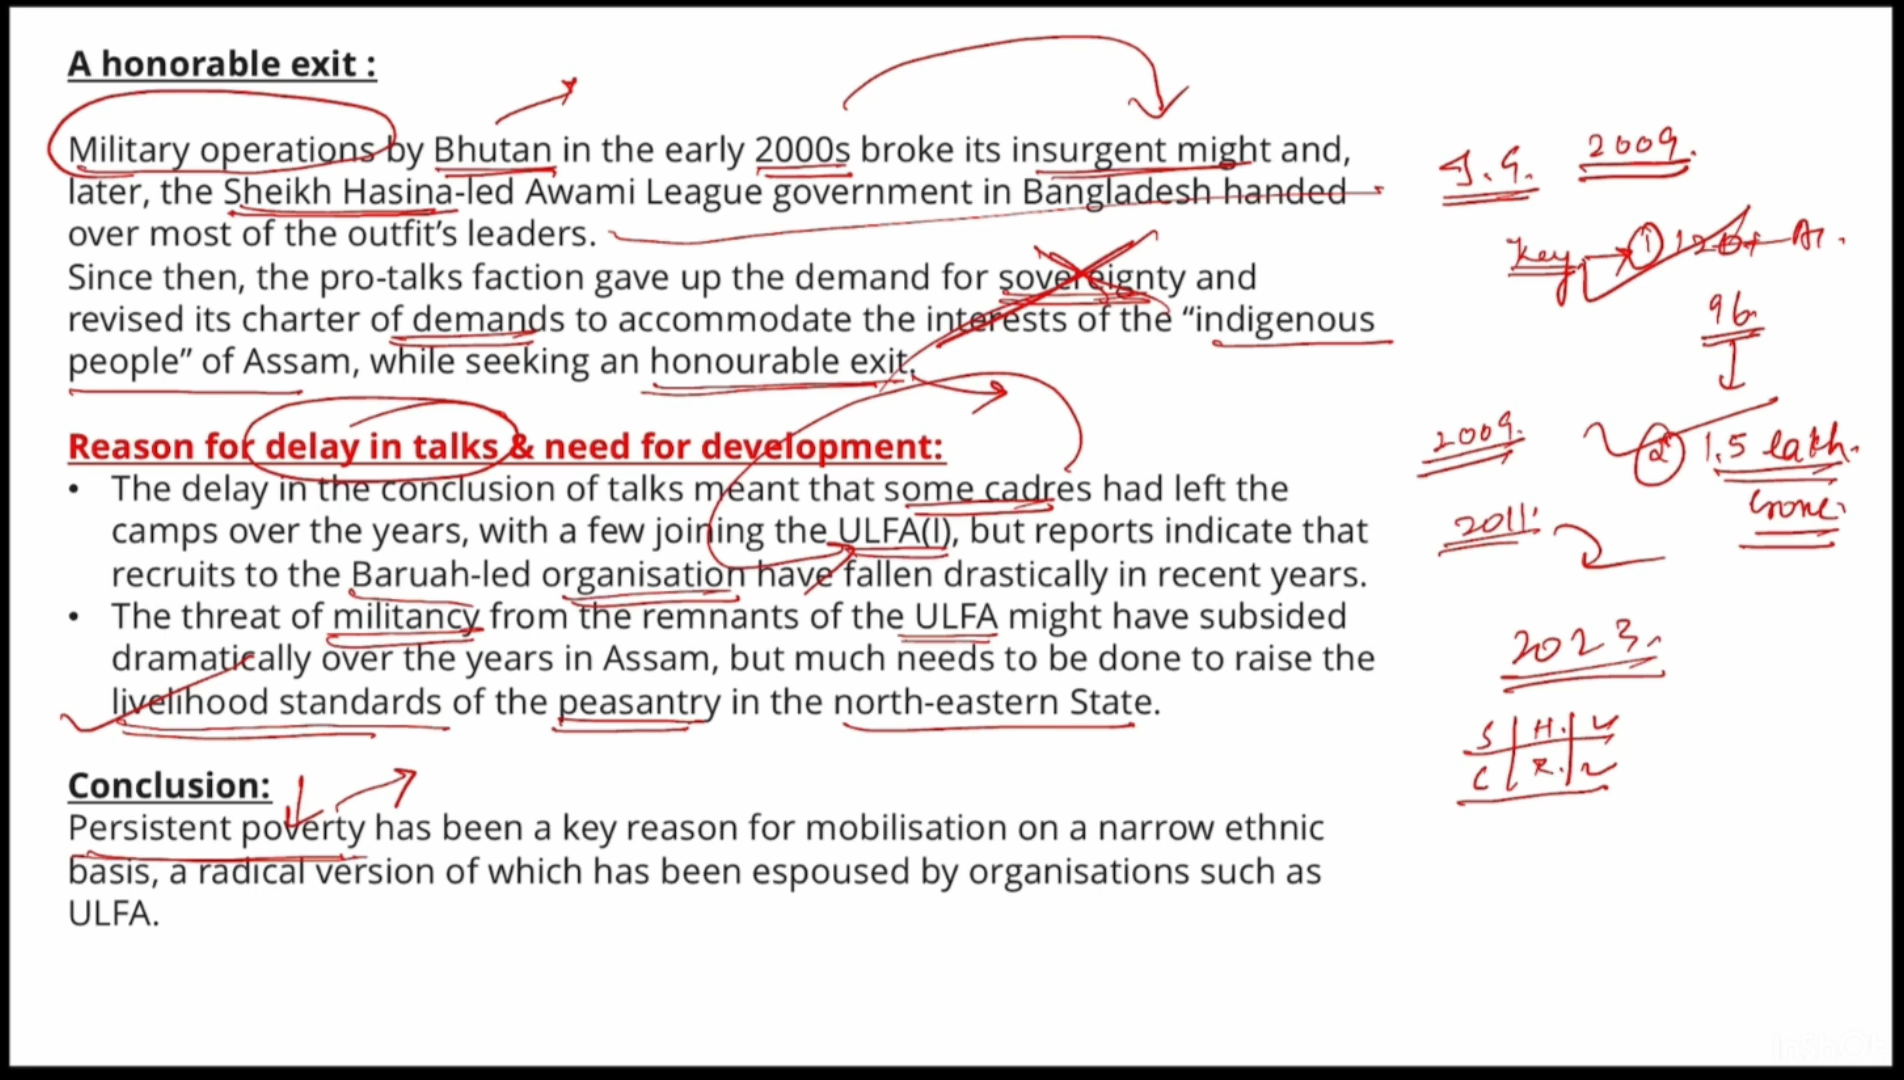 A honorable exit :
Military operations by Bhutan in the early 2000s broke its insurgent might and,
later, the Sheikh Hasina-led Awami League government in Bangladesh handed
over most of the outfit’s leaders.
Since then, the pro-talks faction gave up the demand for sovereignty and
revised its charter of demands to accommodate the interests of the “indigenous
people” of Assam, while seeking an honourable exit.
Reason for delay in talks & need for development:
• The delay in the conclusion of talks meant that some cadres had left the
camps over the years, with a few joining the ULFA(I), but reports indicate that
recruits to the Baruah-led organisation have fallen drastically in recent years.
• The threat of militancy from the remnants of the ULFA might have subsided
dramatically over the years in Assam, but much needs to be done to raise the
livelihood standards of the peasantry in the north-eastern State.
Conclusion:
Persistent poverty has been a key reason for mobilisation on a narrow ethnic
basis, a radical version of which has been espoused by organisations such as
ULFA.
2009.
Key
1
96
2009.
2 1.5 lakh.
crore.
2011.
2023.
S H.
C R.